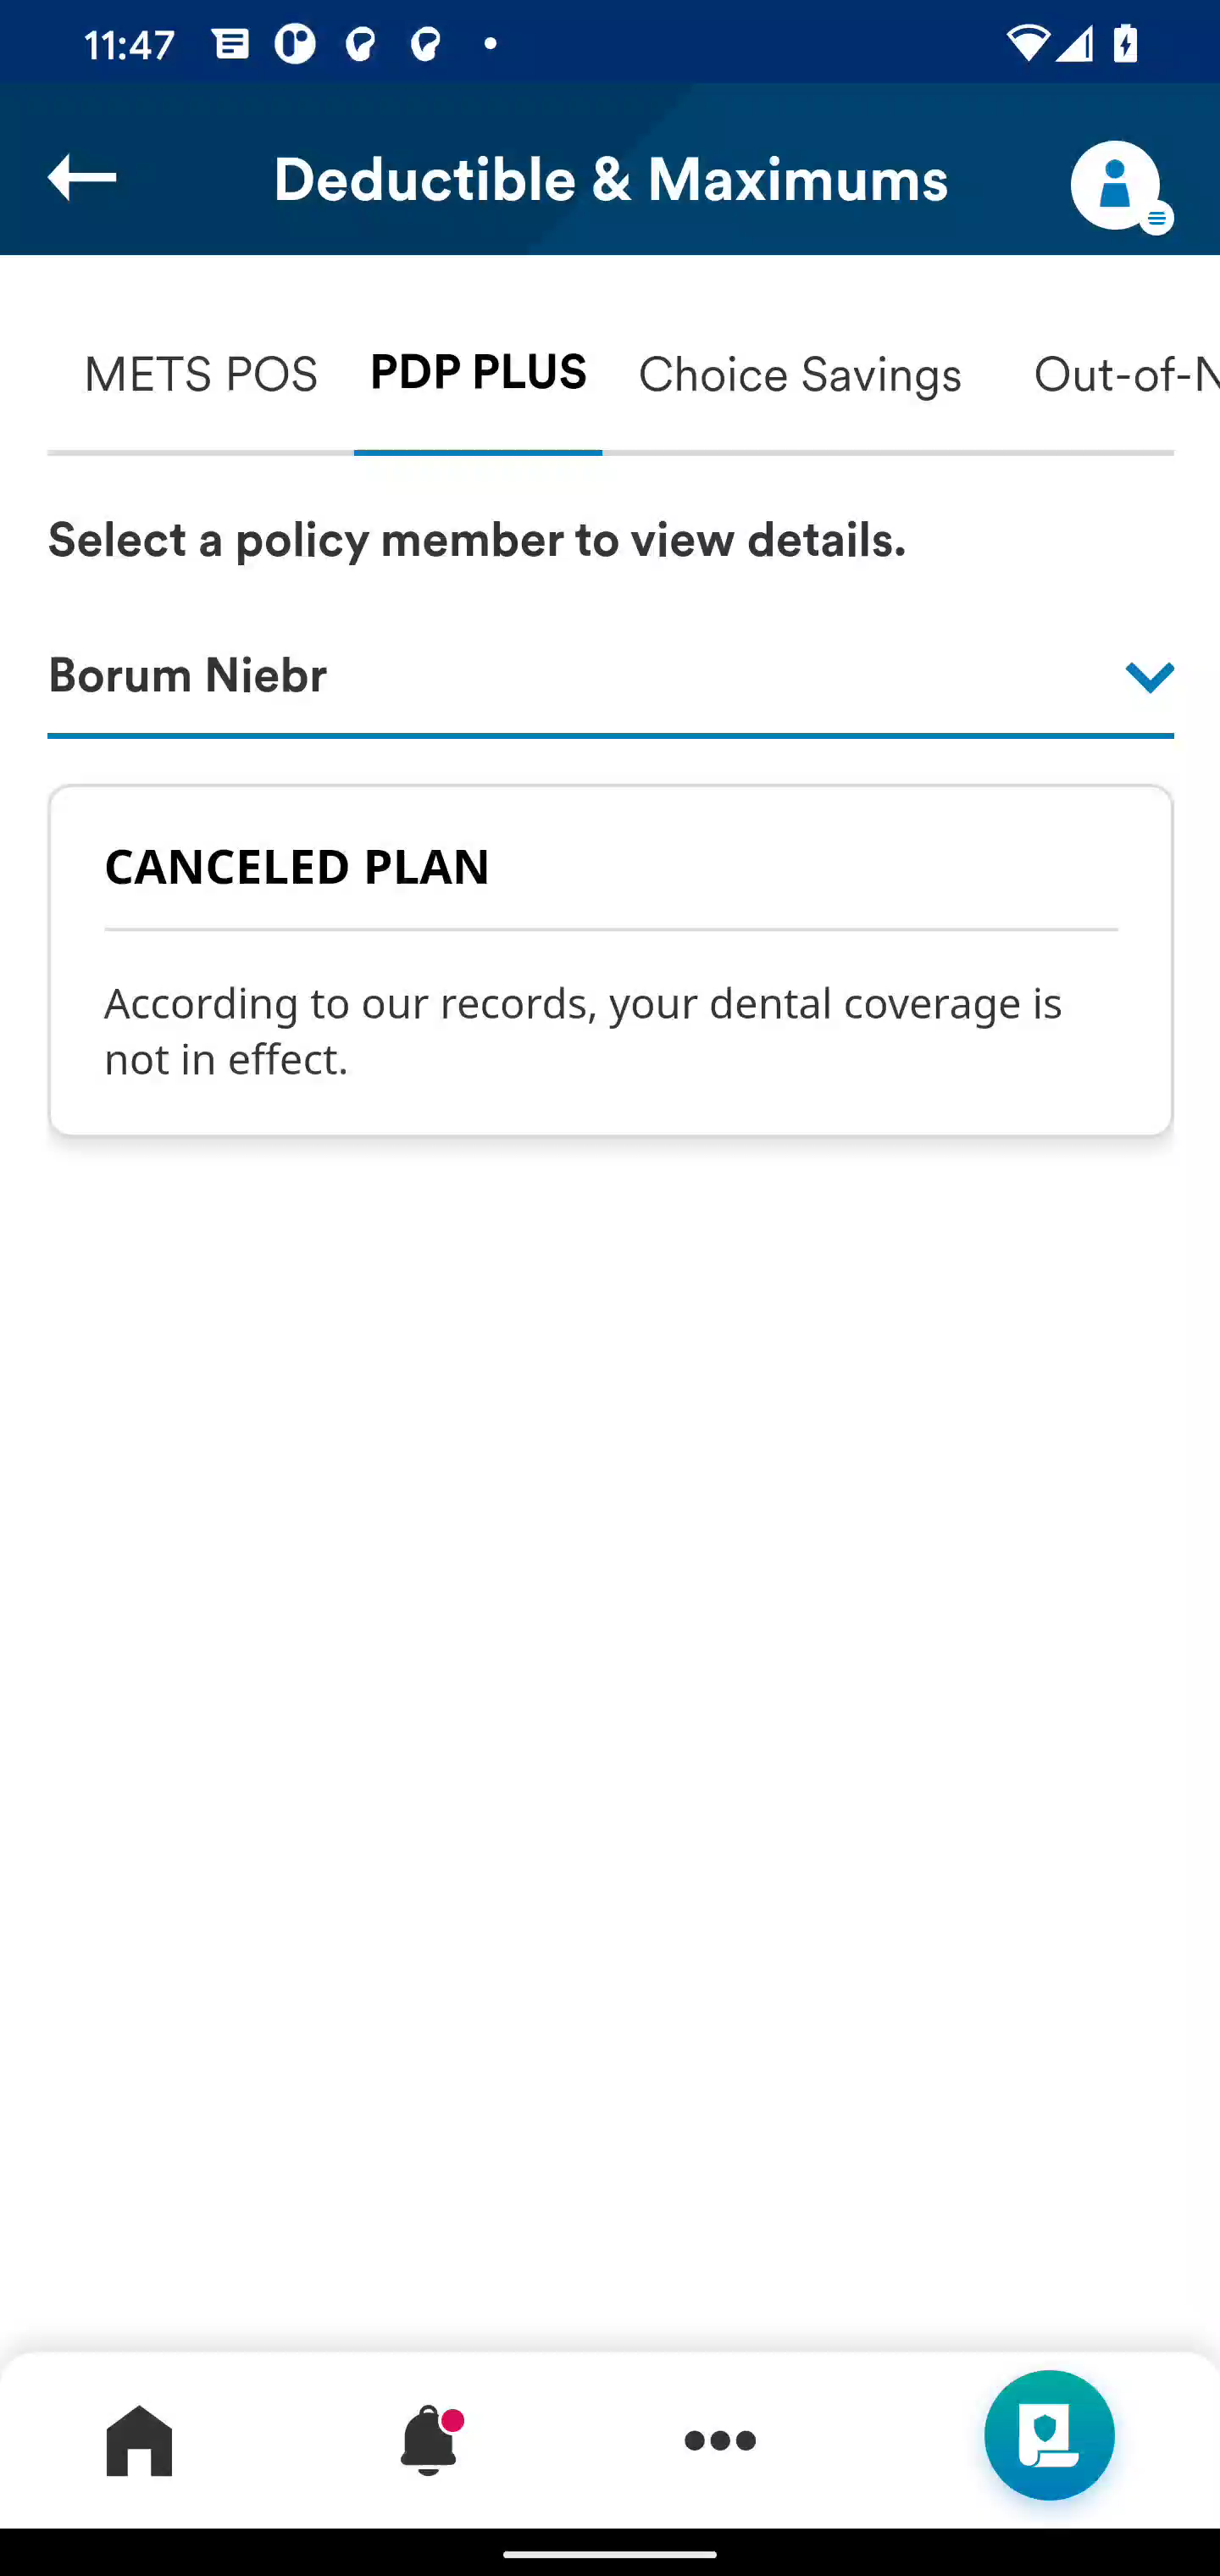 11:47
Deductible & Maximums
METS POS
PDP PLUS
Choice Savings
Out-of-N
Select a policy member to view details.
Borum Niebr
CANCELED PLAN
According to our records, your dental coverage is
not in effect.